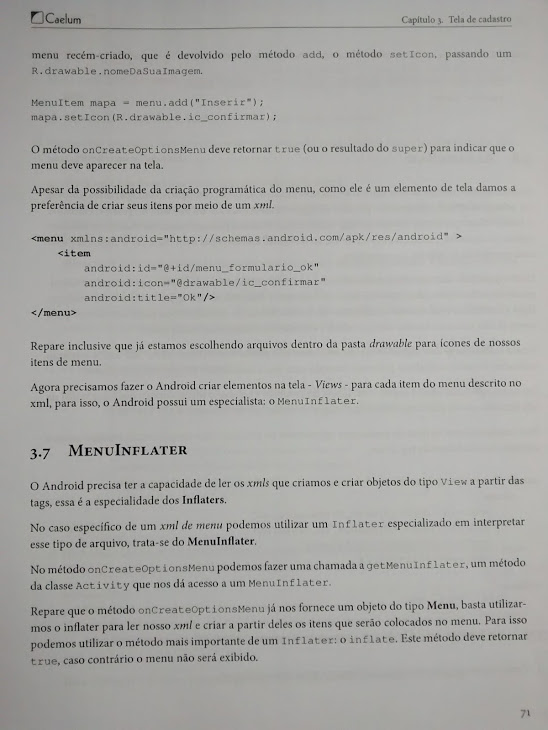 Caelum
Capítulo 3. Tela de cadastro
menu recém-criado, que é devolvido pelo método add, o método setIcon, passando um
R.drawable.nomeDaSuaImagem.
MenuItem mapa = menu.add("Inserir");
mapa.setIcon(R.drawable.ic_confirmar);
O método onCreateOptionsMenu deve retornar true (ou o resultado do super) para indicar que o
menu deve aparecer na tela.
Apesar da possibilidade da criação programática do menu, como ele é um elemento de tela damos a
preferência de criar seus itens por meio de um xml.
<menu xmlns:android="http://schemas.android.com/apk/res/android" >
<item
android:id="@+id/menu_formulario_ok"
android:icon="@drawable/ic_confirmar"
android:title="Ok"/>
</menu>
Repare inclusive que já estamos escolhendo arquivos dentro da pasta drawable para ícones de nossos
itens de menu.
Agora precisamos fazer o Android criar elementos na tela - Views - para cada item do menu descrito no
xml, para isso, o Android possui um especialista: o MenuInflater.
3.7 MenuInflater
O Android precisa ter a capacidade de ler os xmls que criamos e criar objetos do tipo View a partir das
tags, essa é a especialidade dos Inflaters.
No caso específico de um xml de menu podemos utilizar um Inflater especializado em interpretar
esse tipo de arquivo, trata-se do MenuInflater.
No método onCreateOptionsMenu podemos fazer uma chamada a getMenuInflater, um método
da classe Activity que nos dá acesso a um MenuInflater.
Repare que o método onCreateOptionsMenu já nos fornece um objeto do tipo Menu, basta utilizar-
mos o inflater para ler nosso xml e criar a partir deles os itens que serão colocados no menu. Para isso
podemos utilizar o método mais importante de um Inflater: o inflate. Este método deve retornar
true, caso contrário o menu não será exibido.
71